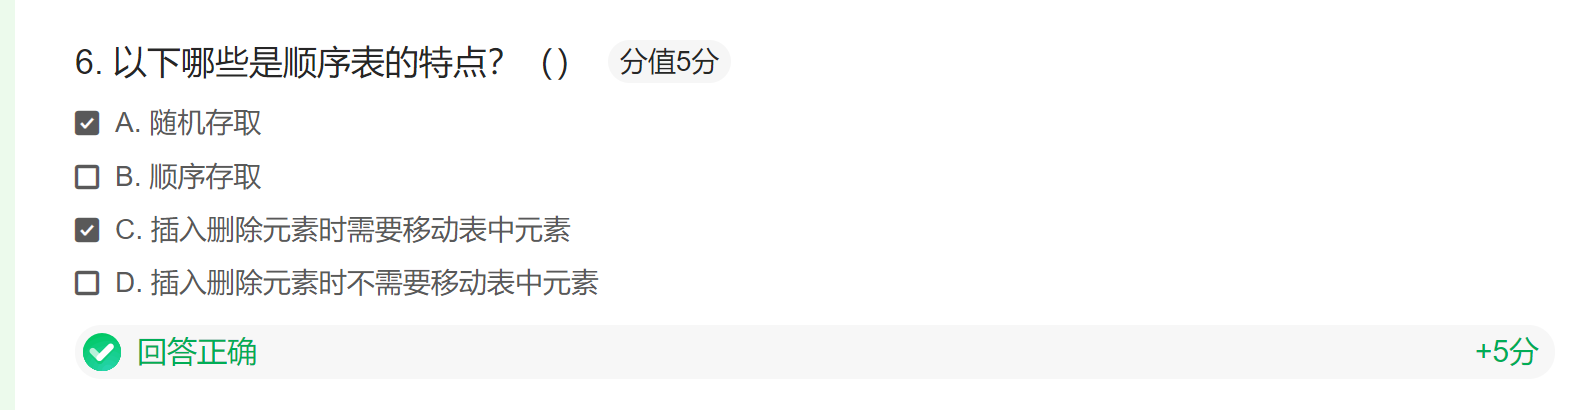 6. 以下哪些是顺序表的特点？（） 分值5分
A. 随机存取
B. 顺序存取
C. 插入删除元素时需要移动表中元素
D. 插入删除元素时不需要移动表中元素
回答正确 +5分